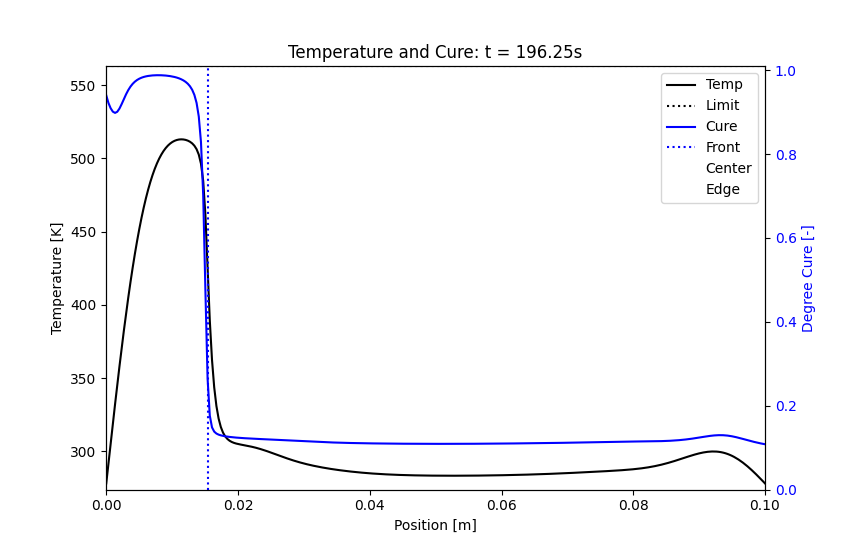 Temperature and Cure: t = 196.25s
Temperature [K]
550
500
450
400
350
300
Temp
Limit
Cure
Front
Center
Edge
1.0
0.8
0.6
0.4
0.2
0.0
Degree Cure [-]
0.00
0.02
0.04
0.06
0.08
0.10
Position [m]